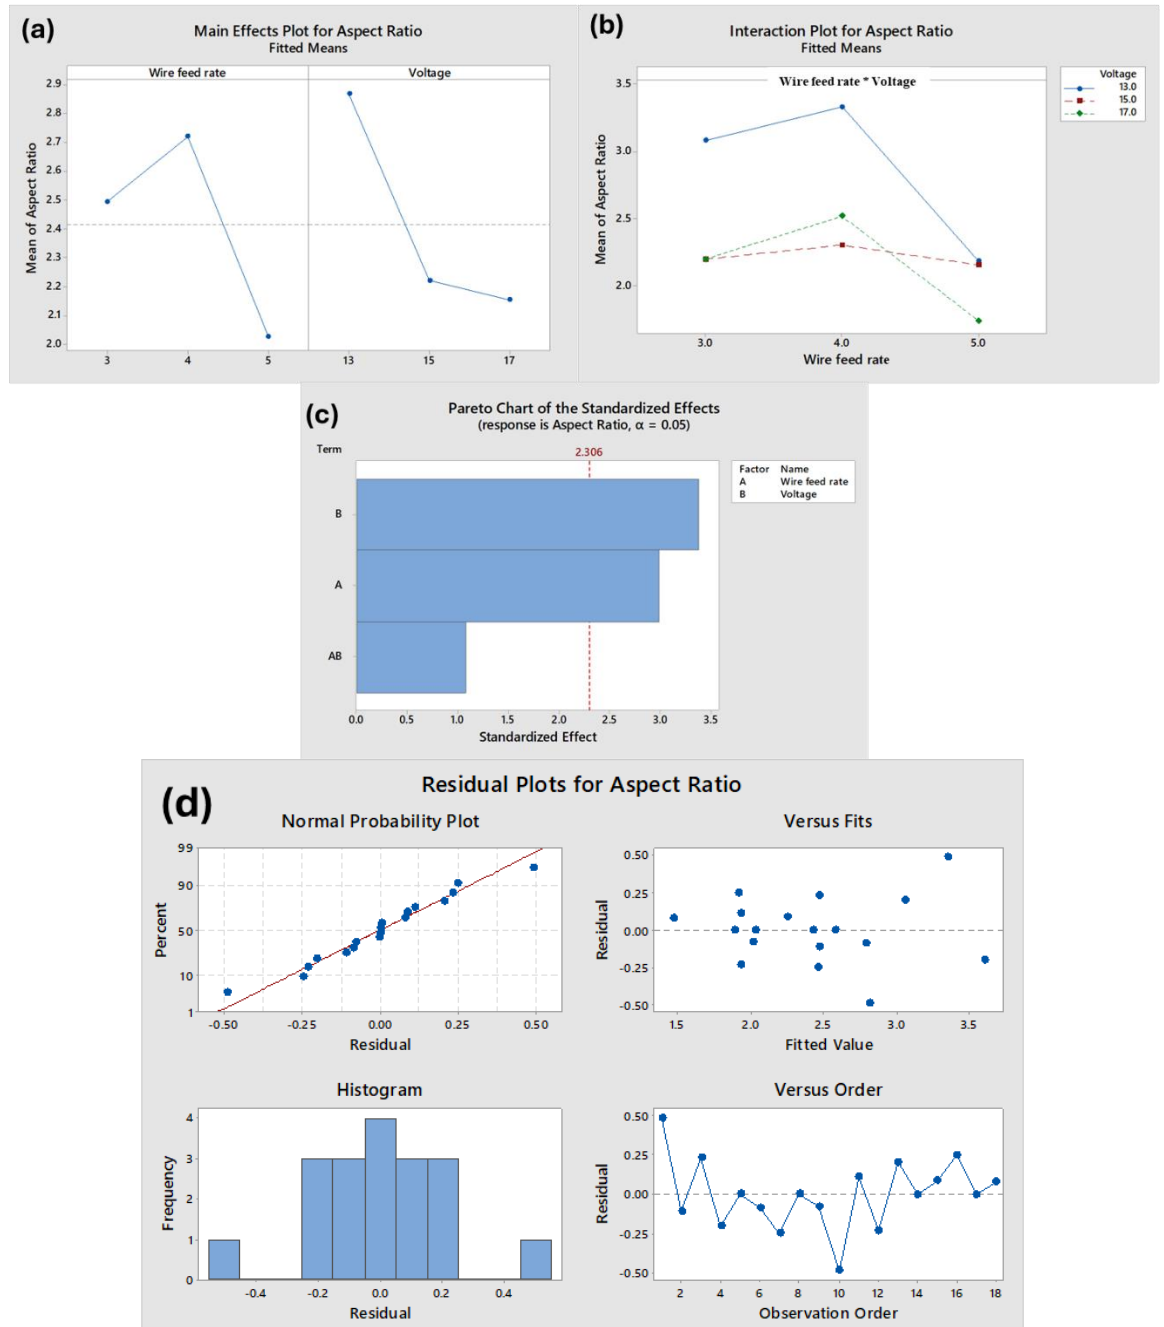 (a)
Main Effects Plot for Aspect Ratio
Fitted Means
Wire feed rate
Voltage
Mean of Aspect Ratio
2.9
2.8
2.7
2.6
2.5
2.4
2.3
2.2
2.1
2.0
3 4 5 13 15 17
(b)
Interaction Plot for Aspect Ratio
Fitted Means
Wire feed rate * Voltage
Mean of Aspect Ratio
3.5
3.0
2.5
2.0
3.0 4.0 5.0
Wire feed rate
Voltage
13.0
15.0
17.0
(c)
Pareto Chart of the Standardized Effects
(response is Aspect Ratio, α = 0.05)
Term
2.306
B
A
AB
0.0 0.5 1.0 1.5 2.0 2.5 3.0 3.5
Standardized Effect
Factor Name
A Wire feed rate
B Voltage
(d)
Residual Plots for Aspect Ratio
Normal Probability Plot
Percent
99
90
50
10
1
-0.50 -0.25 0.00 0.25 0.50
Residual
Versus Fits
Residual
0.50
0.25
0.00
-0.25
-0.50
1.5 2.0 2.5 3.0 3.5
Fitted Value
Histogram
Frequency
4
3
2
1
0
-0.4 -0.2 0.0 0.2 0.4
Residual
Versus Order
Residual
0.50
0.25
0.00
-0.25
-0.50
2 4 6 8 10 12 14 16 18
Observation Order